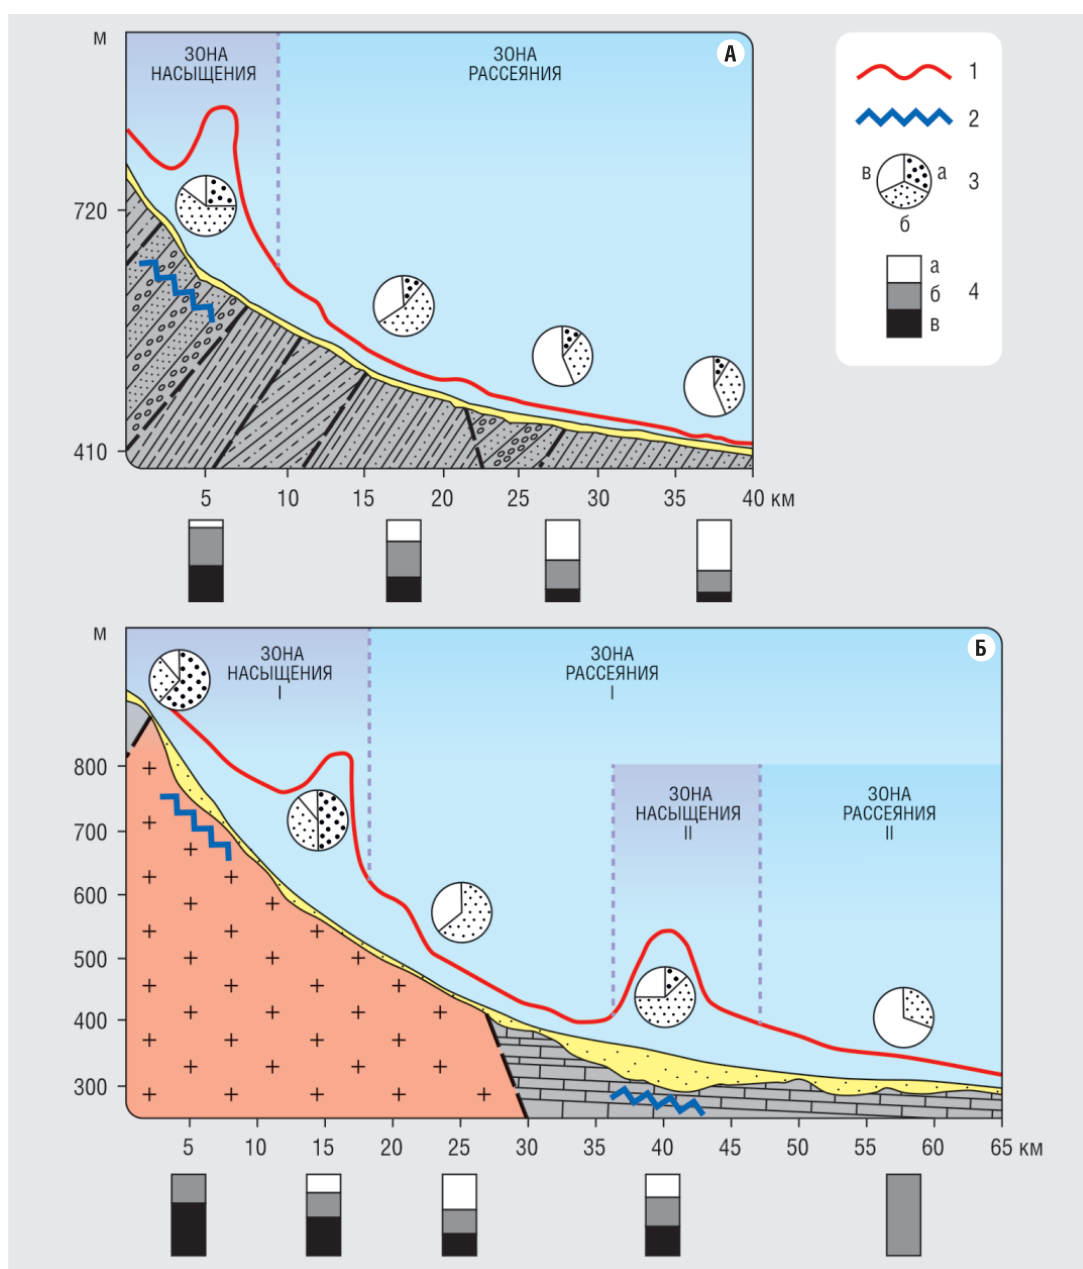 м
ЗОНА
НАСЫЩЕНИЯ
ЗОНА
РАССЕЯНИЯ
А
720
410
5 10 15 20 25 30 35 40 км
1
2
в а 3
б
а
б 4
в
м
ЗОНА
НАСЫЩЕНИЯ
I
ЗОНА
РАССЕЯНИЯ
I
Б
ЗОНА
НАСЫЩЕНИЯ
II
ЗОНА
РАССЕЯНИЯ
II
800
700
600
500
400
300
5 10 15 20 25 30 35 40 45 50 55 60 65 км